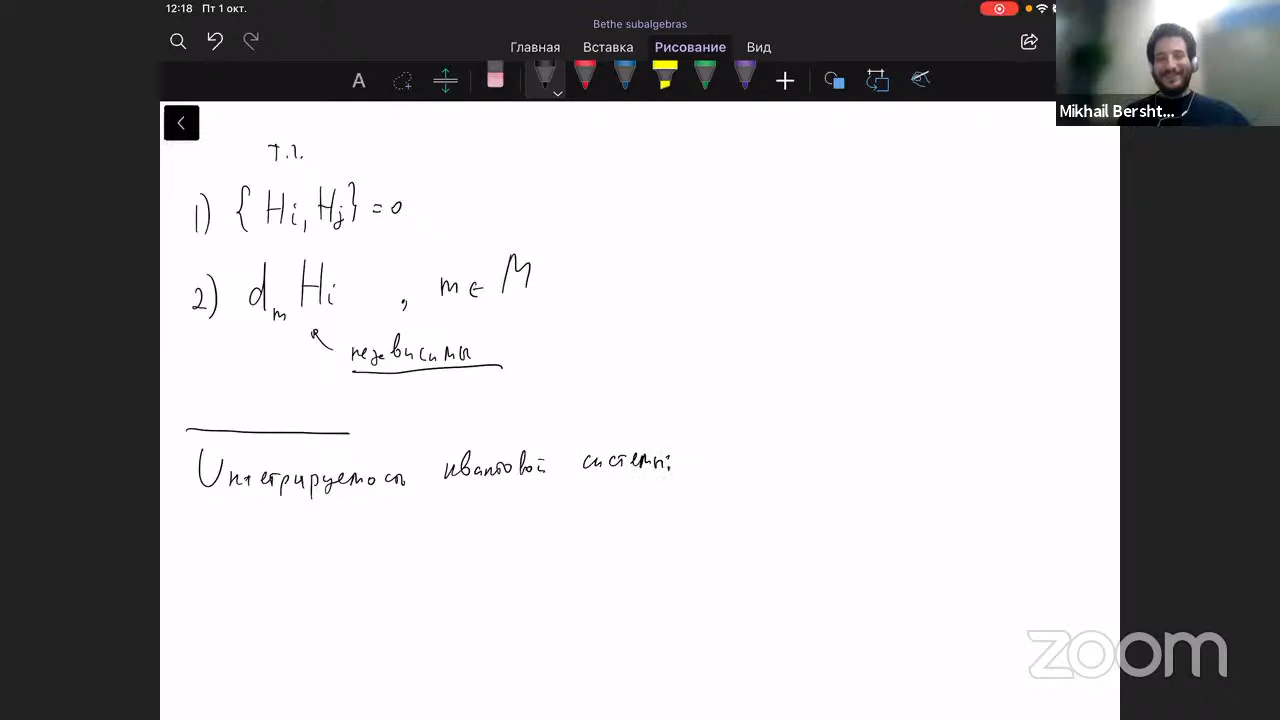 12:18 Пт 1 окт.
Bethe subalgebras
Главная Вставка Рисование Вид
A
Mikhail Bersht...
т.ч.
1) { Hi, Hj} = 0
2) dm Hi , m ∈ M
независимы
Интегрируемость квантовой системы:
zoom